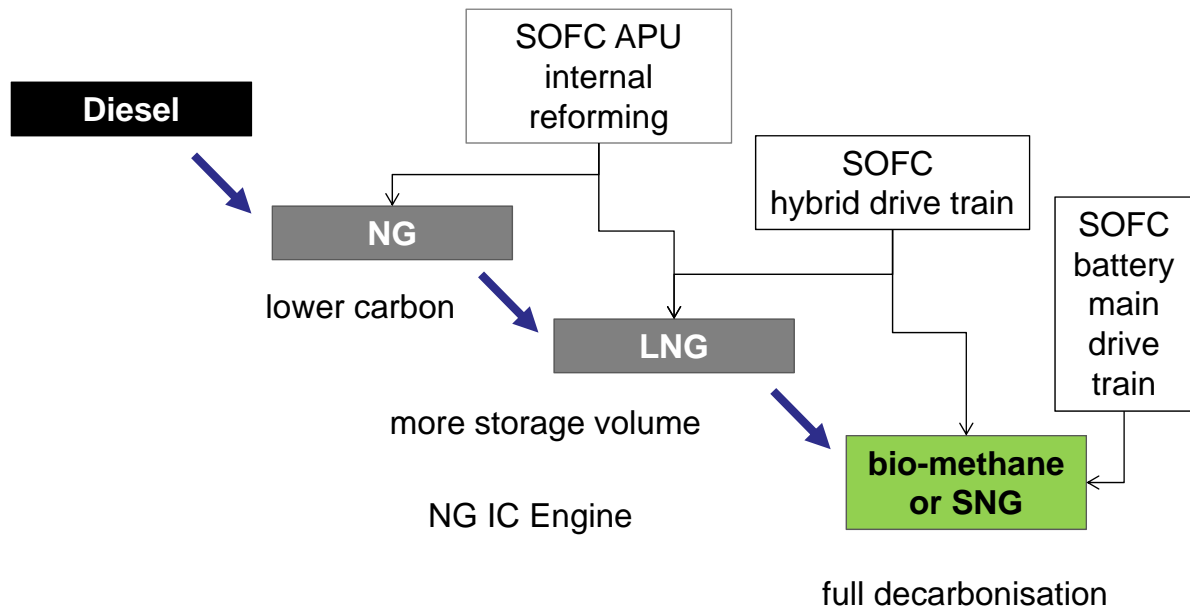 SOFC APU
internal
reforming
Diesel
SOFC
hybrid drive train
SOFC
battery
main
drive
train
NG
lower carbon
LNG
more storage volume
bio-methane
or SNG
NG IC Engine
full decarbonisation